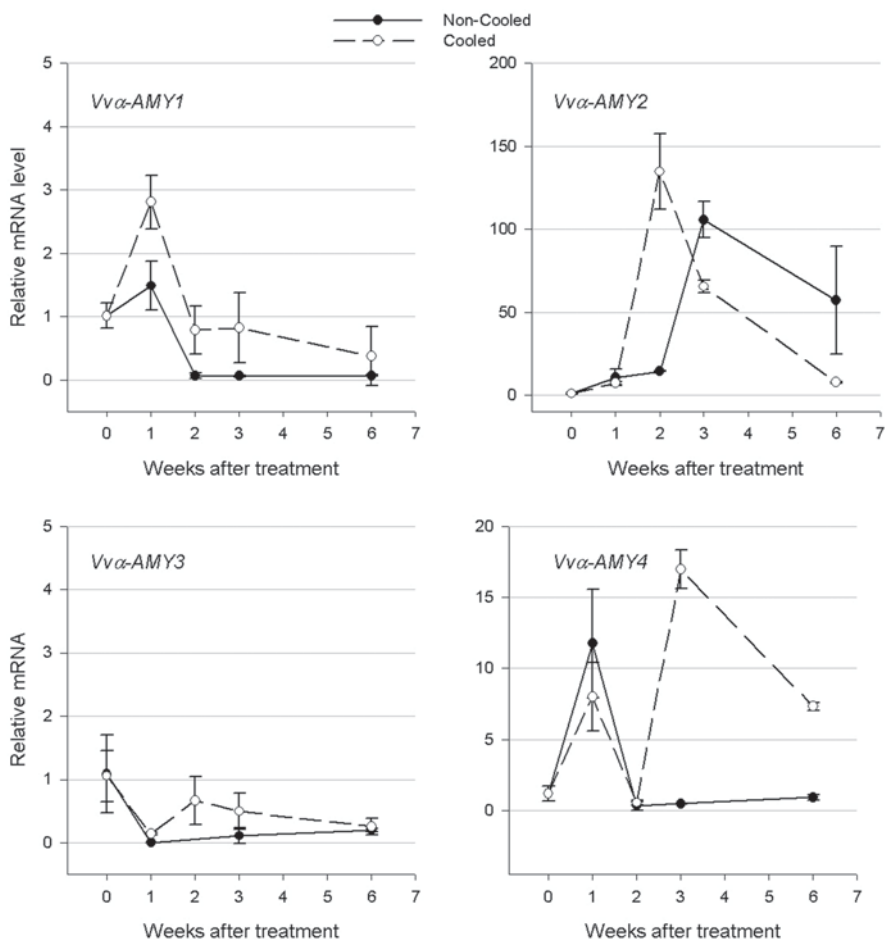 Non-Cooled
Cooled
Vvα-AMY1
5
4
3
2
1
0
Relative mRNA level
0 1 2 3 4 5 6 7
Weeks after treatment
Vvα-AMY2
200
150
100
50
0
0 1 2 3 4 5 6 7
Weeks after treatment
Vvα-AMY3
5
4
3
2
1
0
Relative mRNA
0 1 2 3 4 5 6 7
Weeks after treatment
Vvα-AMY4
20
15
10
5
0
0 1 2 3 4 5 6 7
Weeks after treatment